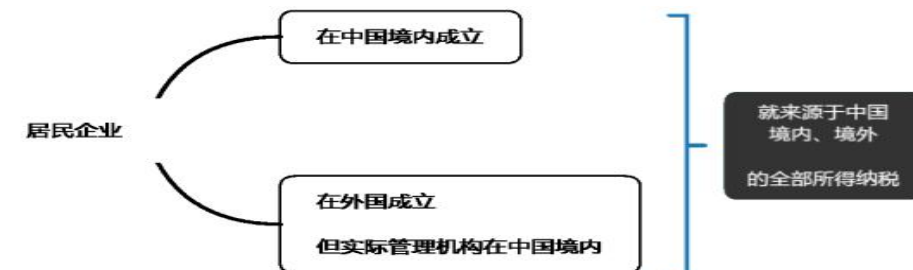 在中国境内成立
居民企业
在外国成立
但实际管理机构在中国境内
就来源于中国
境内、境外
的全部所得纳税